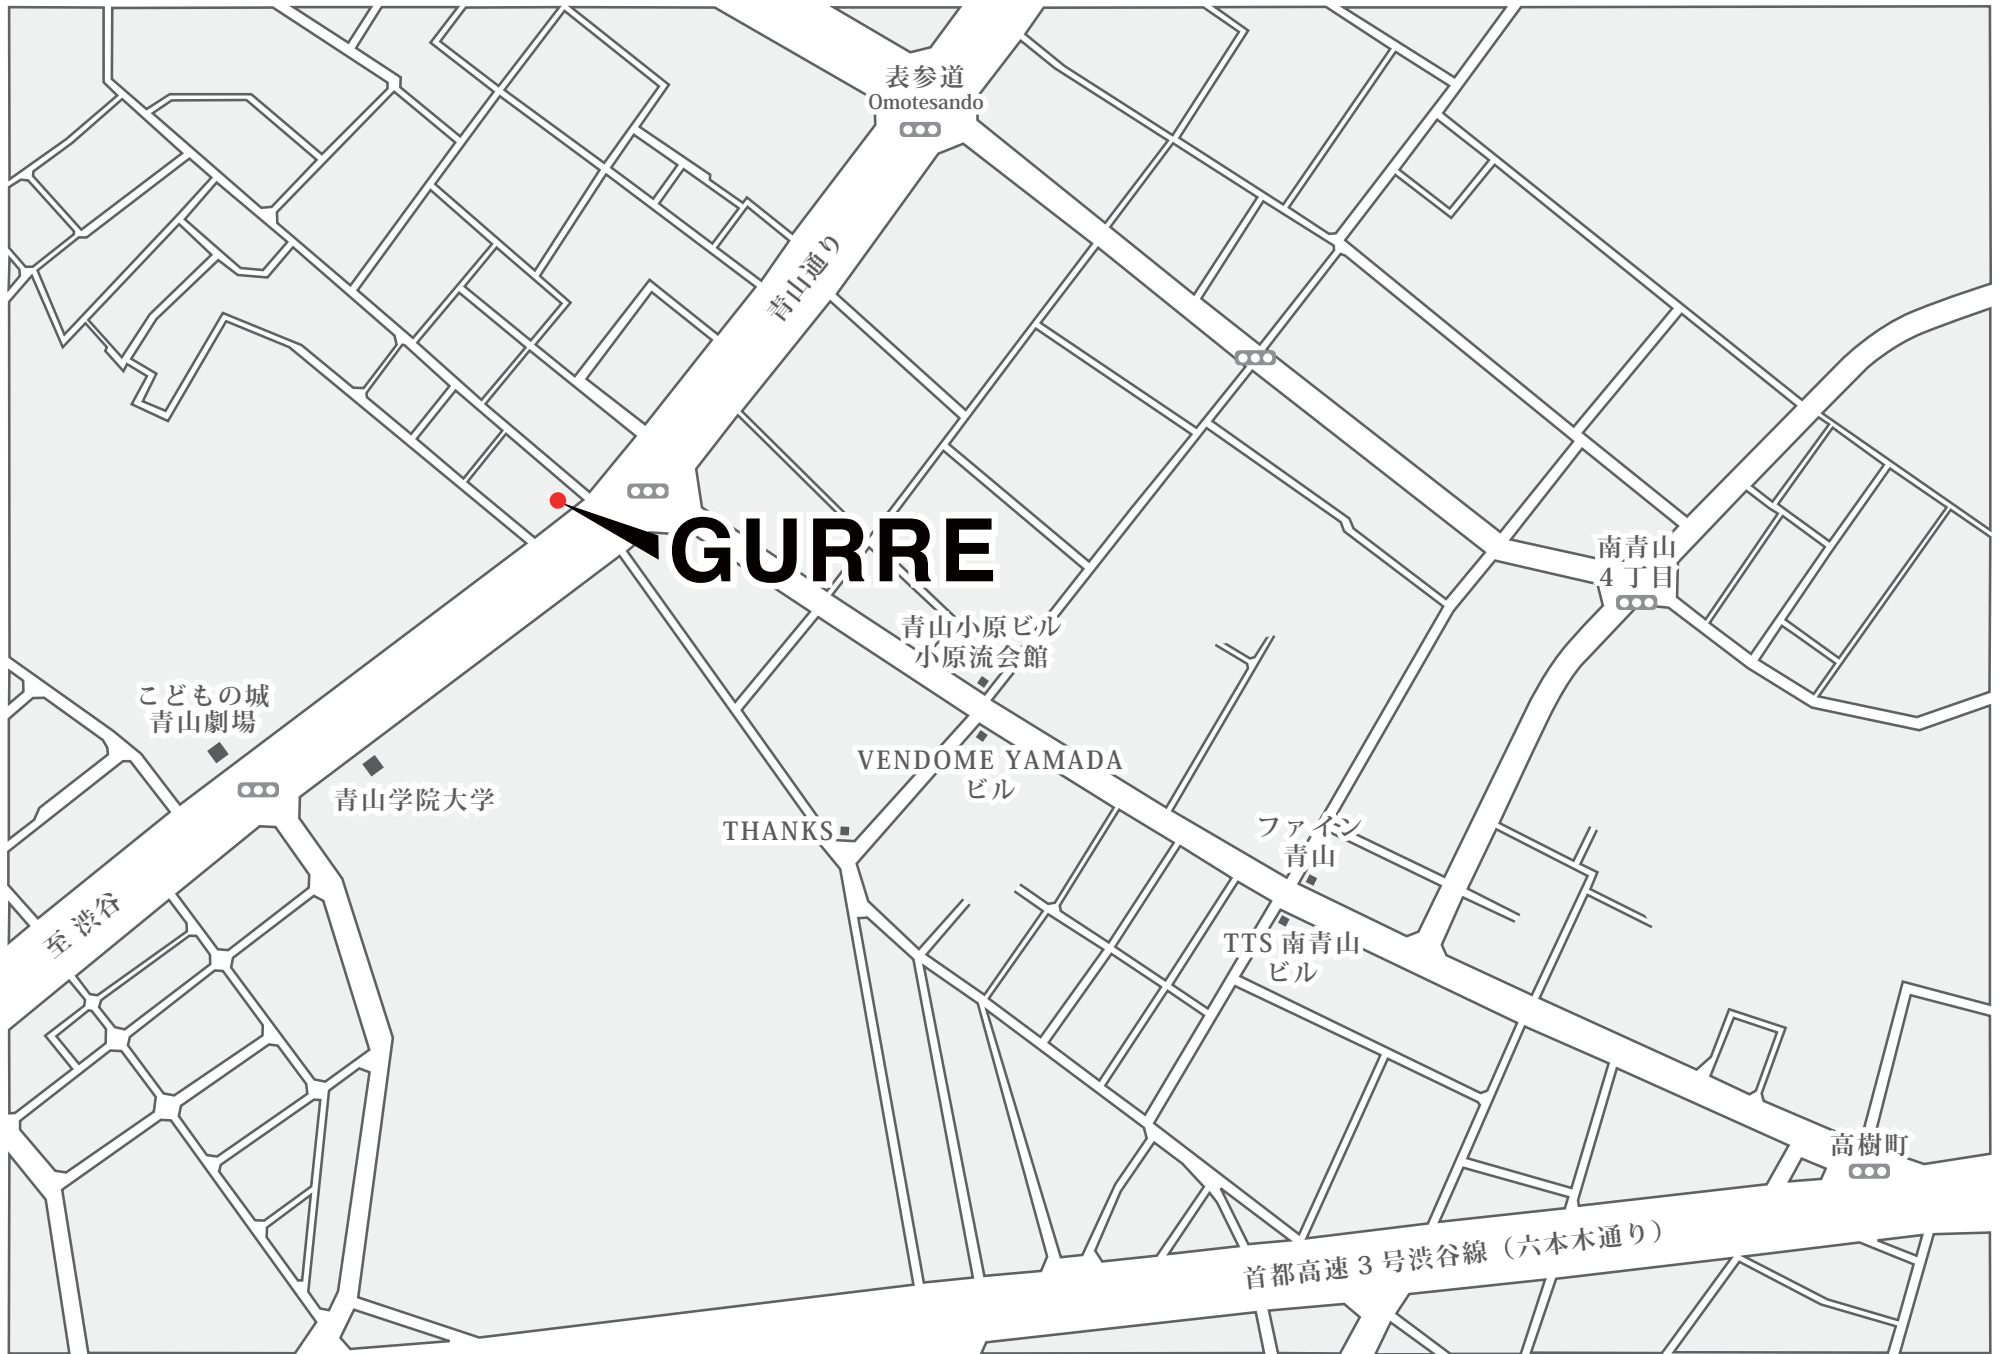 表参道
Omotesando
青山通り
GURRE
南青山
4 丁目
青山小原ビル
小原流会館
こどもの城
青山劇場
青山学院大学
VENDOME YAMADA
ビル
THANKS
ファイン
青山
至 渋谷
TTS 南青山
ビル
高樹町
首都高速 3 号渋谷線（六本木通り）